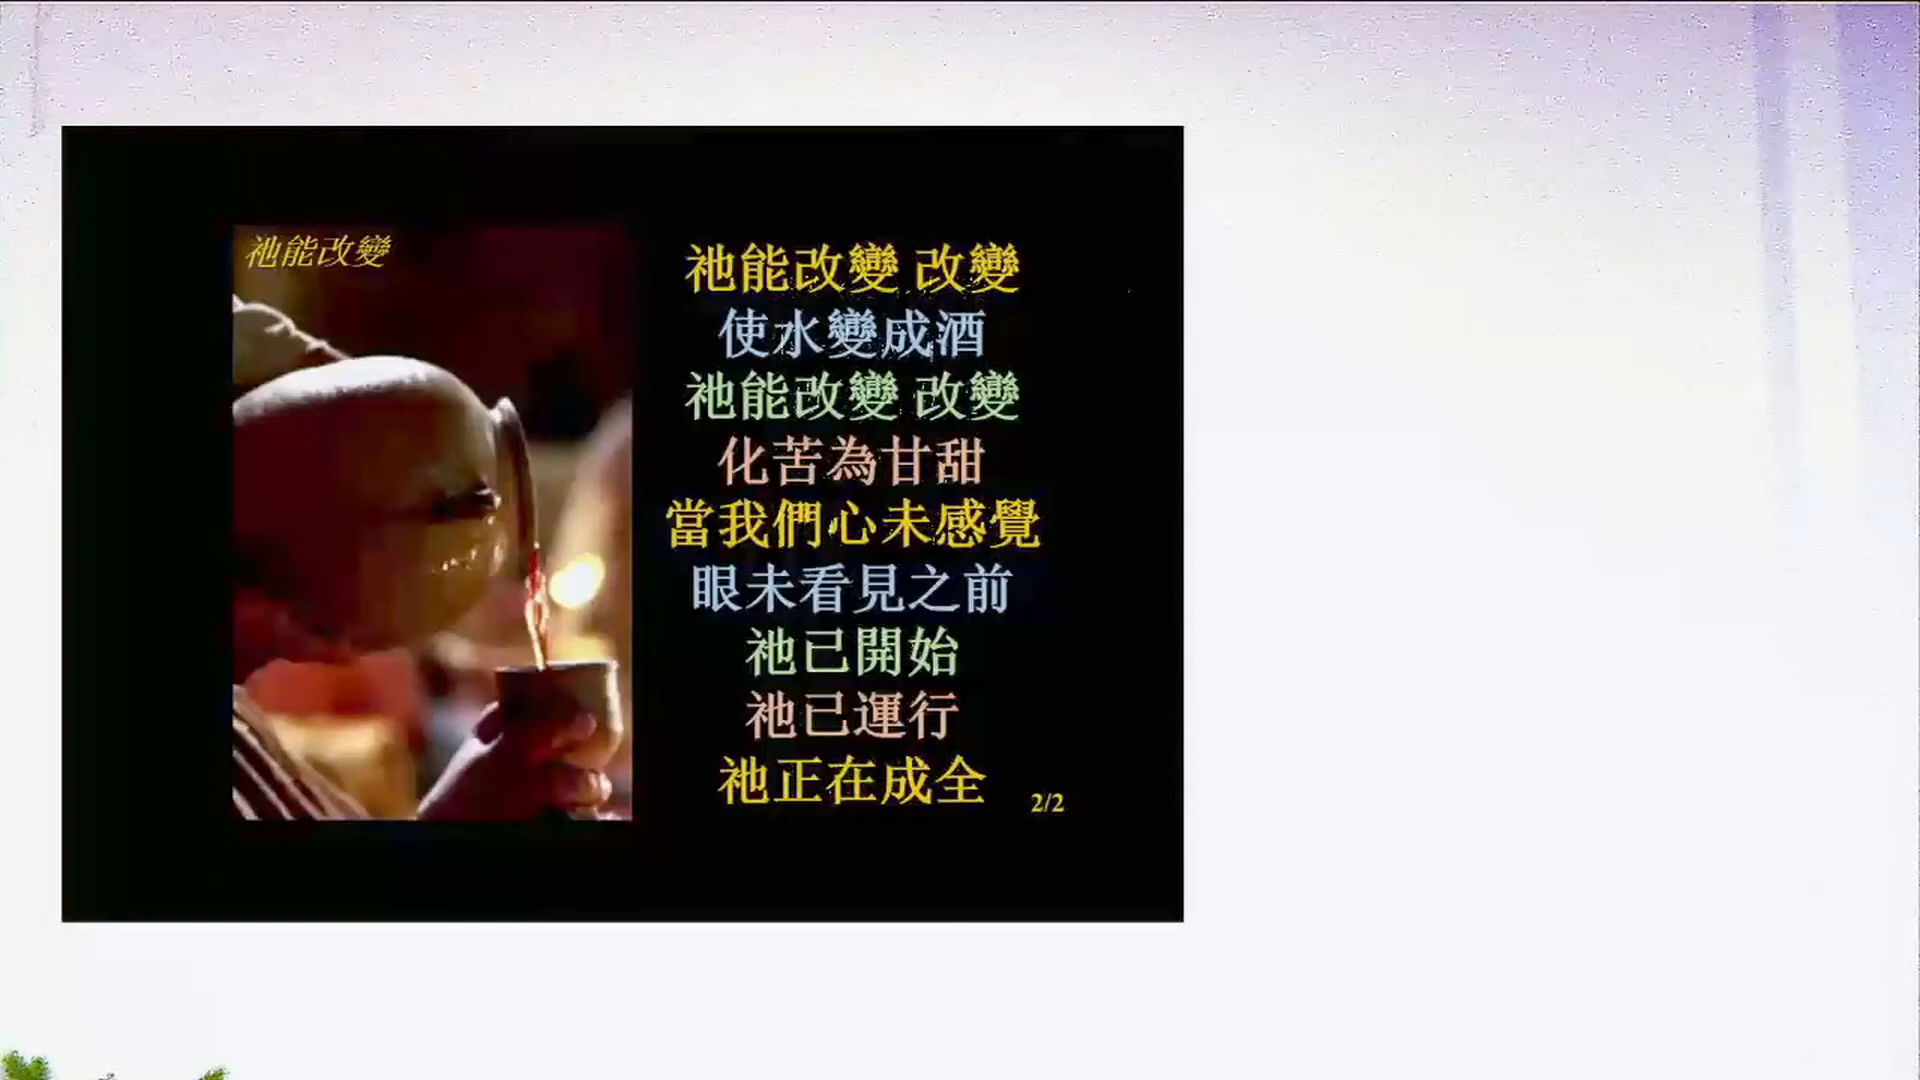 祂能改變
祂能改變 改變
使水變成酒
祂能改變 改變
化苦為甘甜
當我們心未感覺
眼未看見之前
祂已開始
祂已運行
祂正在成全
2/2